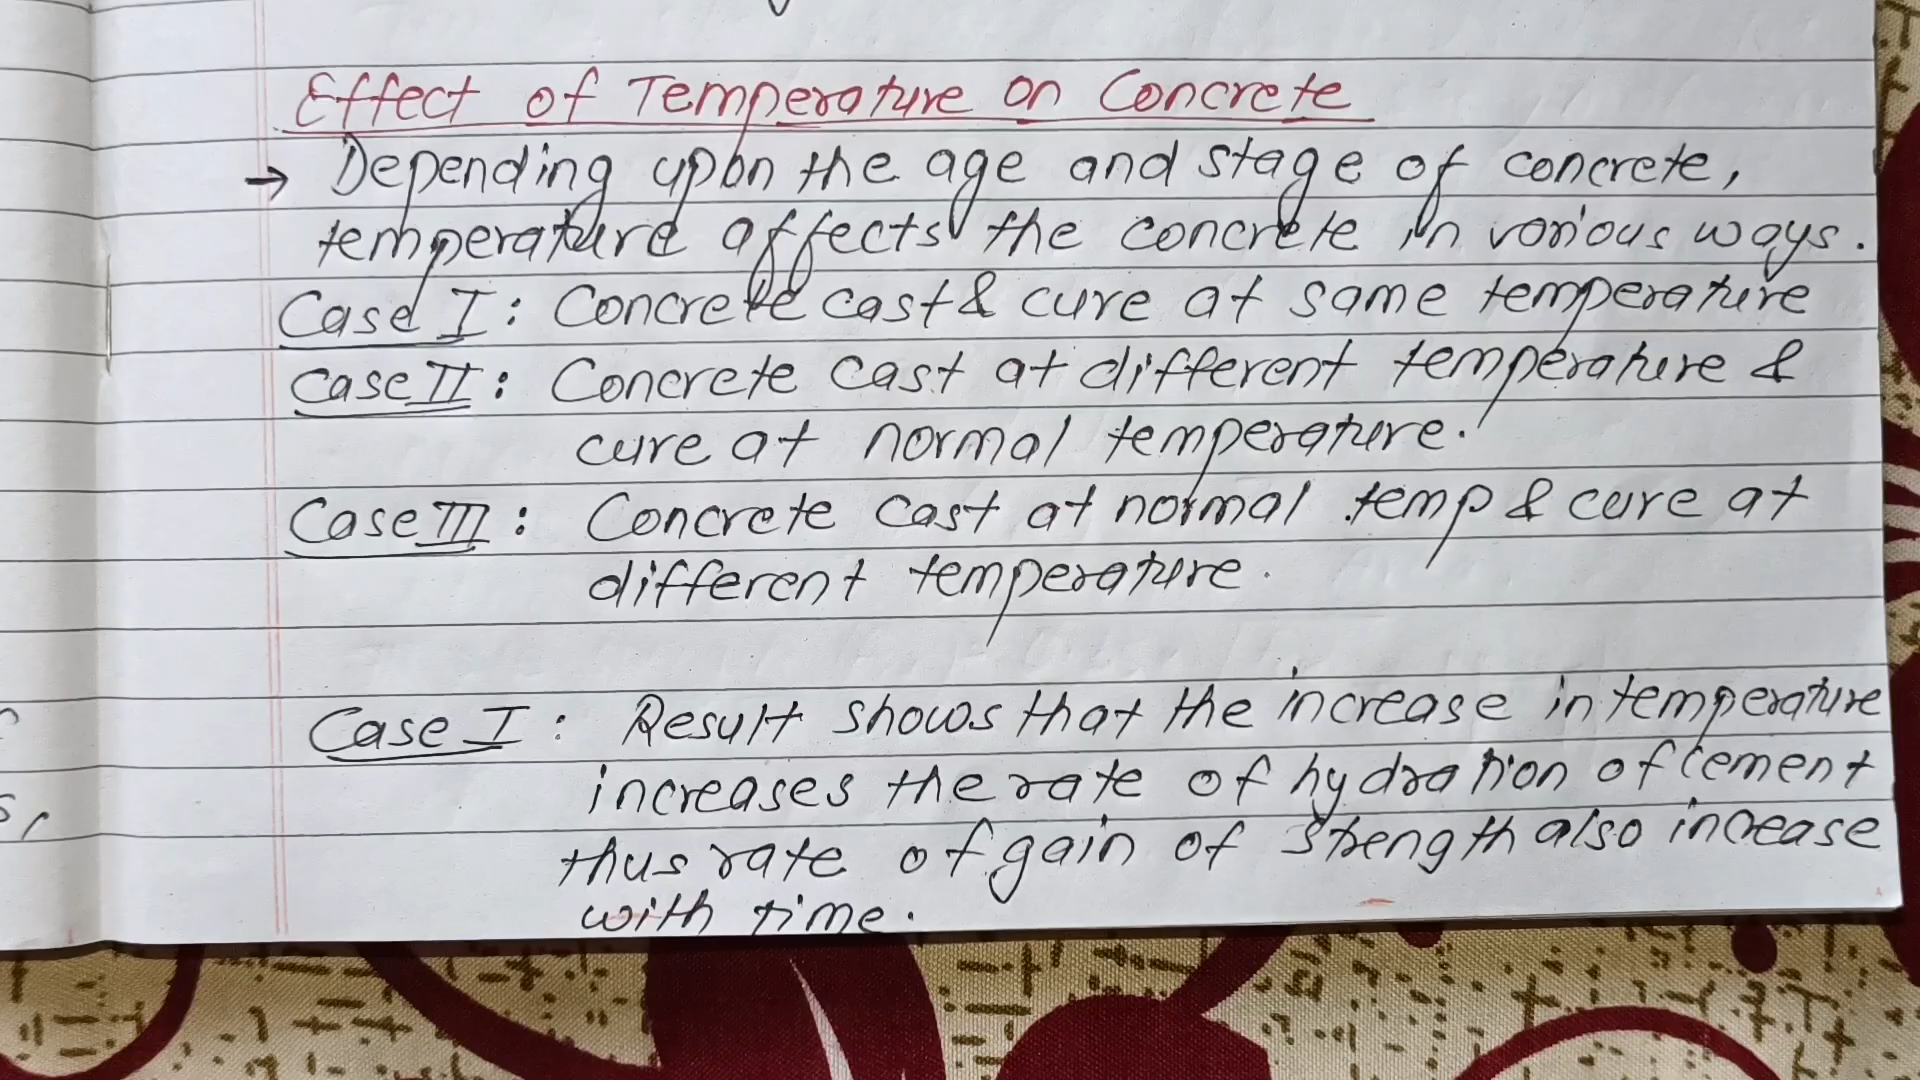 Effect of Temperature on Concrete
→ Depending upon the age and stage of concrete,
temperature affects the concrete in various ways.
Case I : Concrete cast & cure at same temperature
Case II : Concrete cast at different temperature &
cure at normal temperature.
Case III : Concrete cast at normal temp & cure at
different temperature.
Case I : Result shows that the increase in temperature
increases the rate of hydration of cement
thus rate of gain of strength also increase
with time.